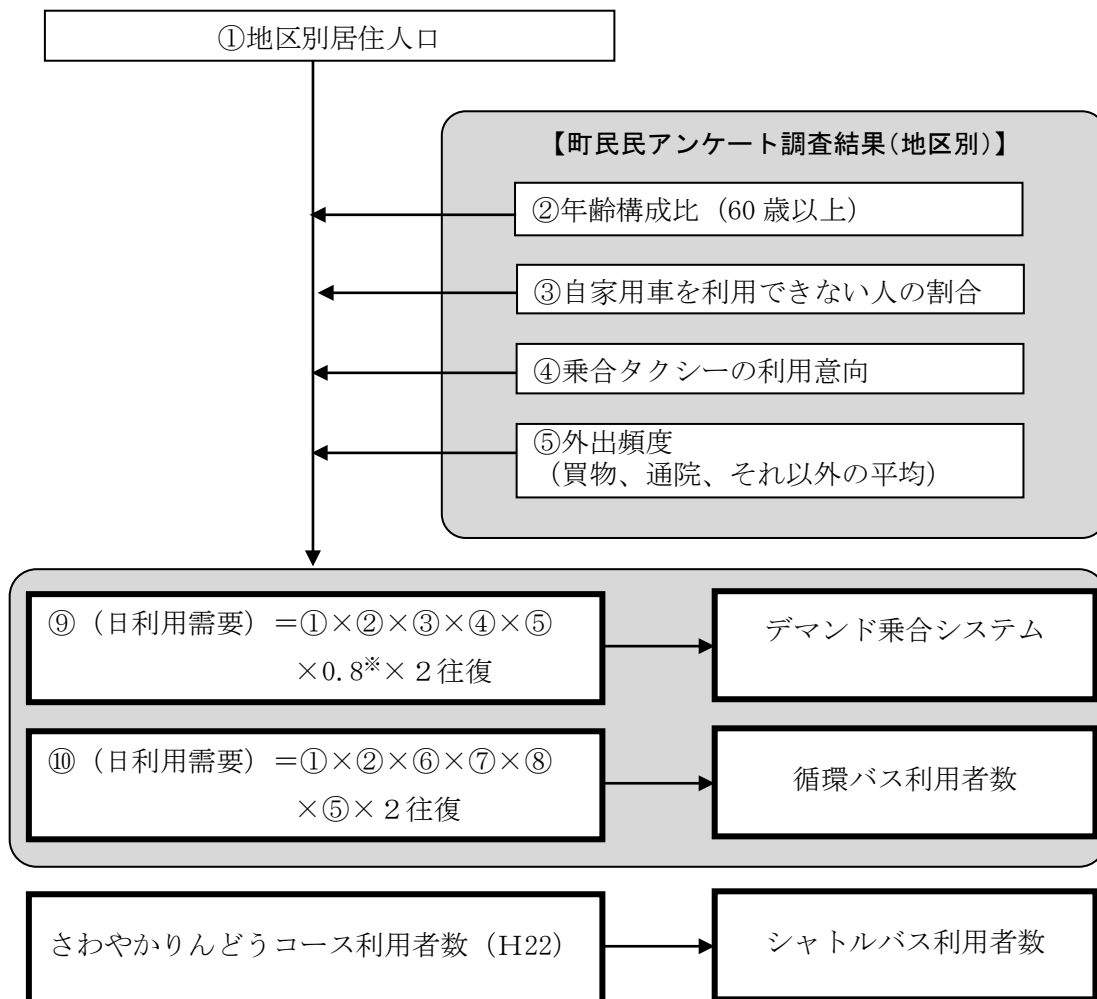 ①地区別居住人口
【町民民アンケート調査結果(地区別)】
②年齢構成比（60 歳以上）
③自家用車を利用できない人の割合
④乗合タクシーの利用意向
⑤外出頻度
（買物、通院、それ以外の平均）
⑨（日利用需要）＝①×②×③×④×⑤
×0.8※×２往復
デマンド乗合システム
⑩（日利用需要）＝①×②×⑥×⑦×⑧
×⑤×２往復
循環バス利用者数
さわやかりんどうコース利用者数（H22）
シャトルバス利用者数